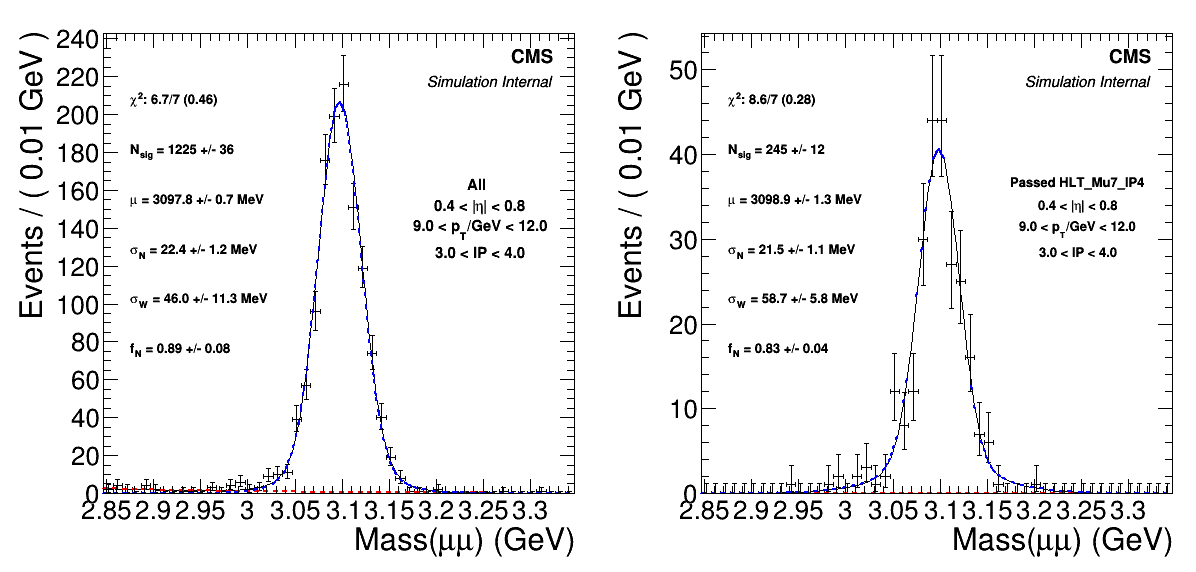 Events / ( 0.01 GeV )
240
220
200
180
160
140
120
100
80
60
40
20
0
CMS
Simulation Internal
χ²: 6.7/7 (0.46)
N_sig = 1225 +/- 36
μ = 3097.8 +/- 0.7 MeV
σ_N = 22.4 +/- 1.2 MeV
σ_W = 46.0 +/- 11.3 MeV
f_N = 0.89 +/- 0.08
All
0.4 < |η| < 0.8
9.0 < p_T/GeV < 12.0
3.0 < IP < 4.0
2.85 2.9 2.95 3 3.05 3.1 3.15 3.2 3.25 3.3
Mass(μμ) (GeV)
Events / ( 0.01 GeV )
50
40
30
20
10
0
CMS
Simulation Internal
χ²: 8.6/7 (0.28)
N_sig = 245 +/- 12
μ = 3098.9 +/- 1.3 MeV
σ_N = 21.5 +/- 1.1 MeV
σ_W = 58.7 +/- 5.8 MeV
f_N = 0.83 +/- 0.04
Passed HLT_Mu7_IP4
0.4 < |η| < 0.8
9.0 < p_T/GeV < 12.0
3.0 < IP < 4.0
2.85 2.9 2.95 3 3.05 3.1 3.15 3.2 3.25 3.3
Mass(μμ) (GeV)